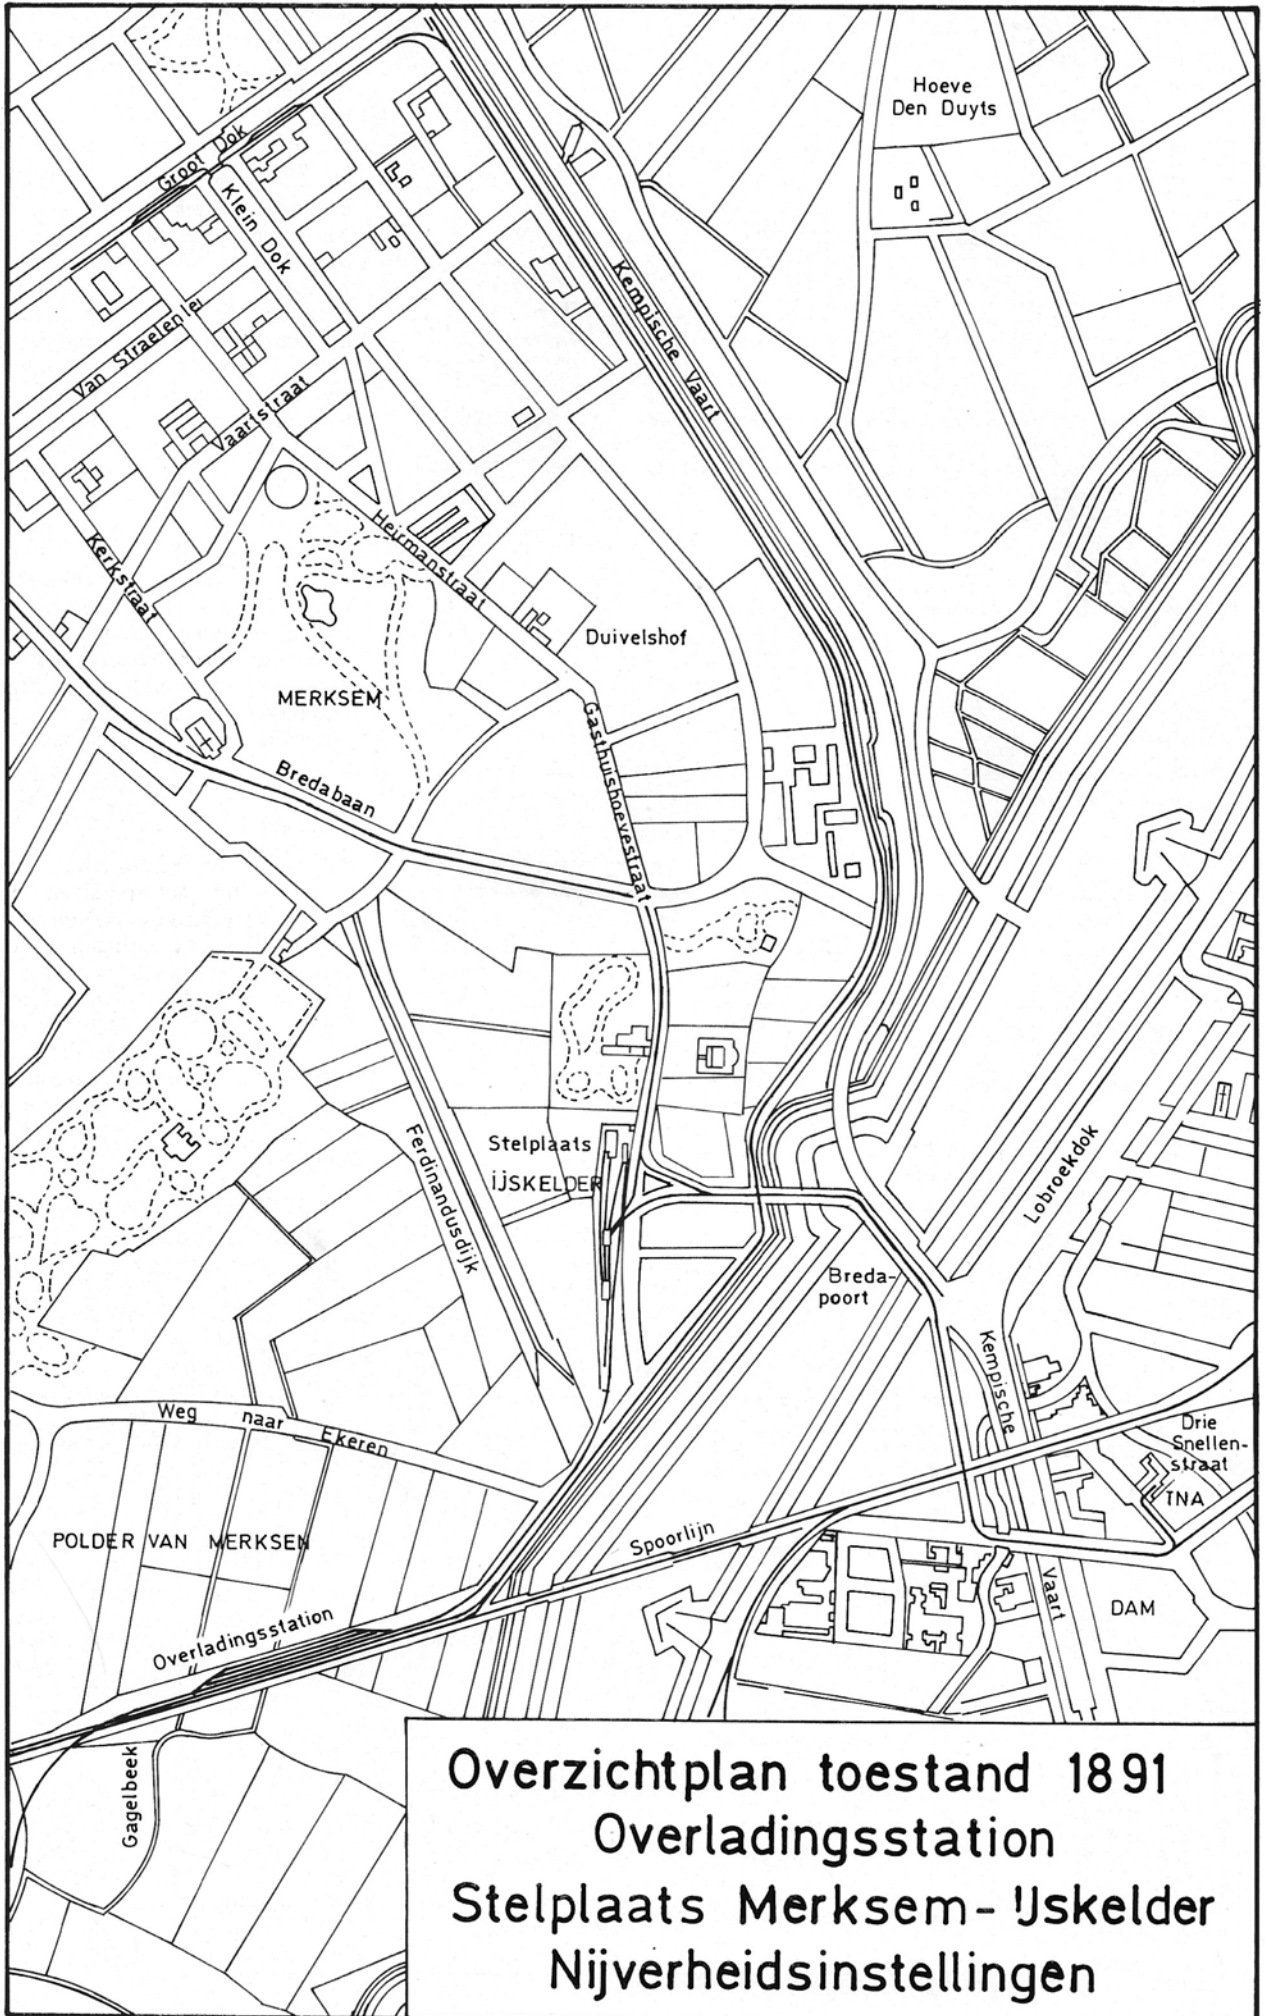 Hoeve
Den Duyts
Groot Dok
Klein Dok
Kempische Vaart
Van Straelenlei
Vaartstraat
Kerkstraat
Heirmanstraat
Duivelshof
MERKSEM
Gasthuishoevestraat
Bredabaan
Stelplaats
IJSKELDER
Ferdinandusdijk
Lobroekdok
Breda-
poort
Kempische
Weg naar Ekeren
Drie
Snellen-
straat
TNA
POLDER VAN MERKSEN
Spoorlijn
Vaart
DAM
Overladingsstation
Gagelbeek
Overzichtplan toestand 1891
Overladingsstation
Stelplaats Merksem-IJskelder
Nijverheidsinstellingen